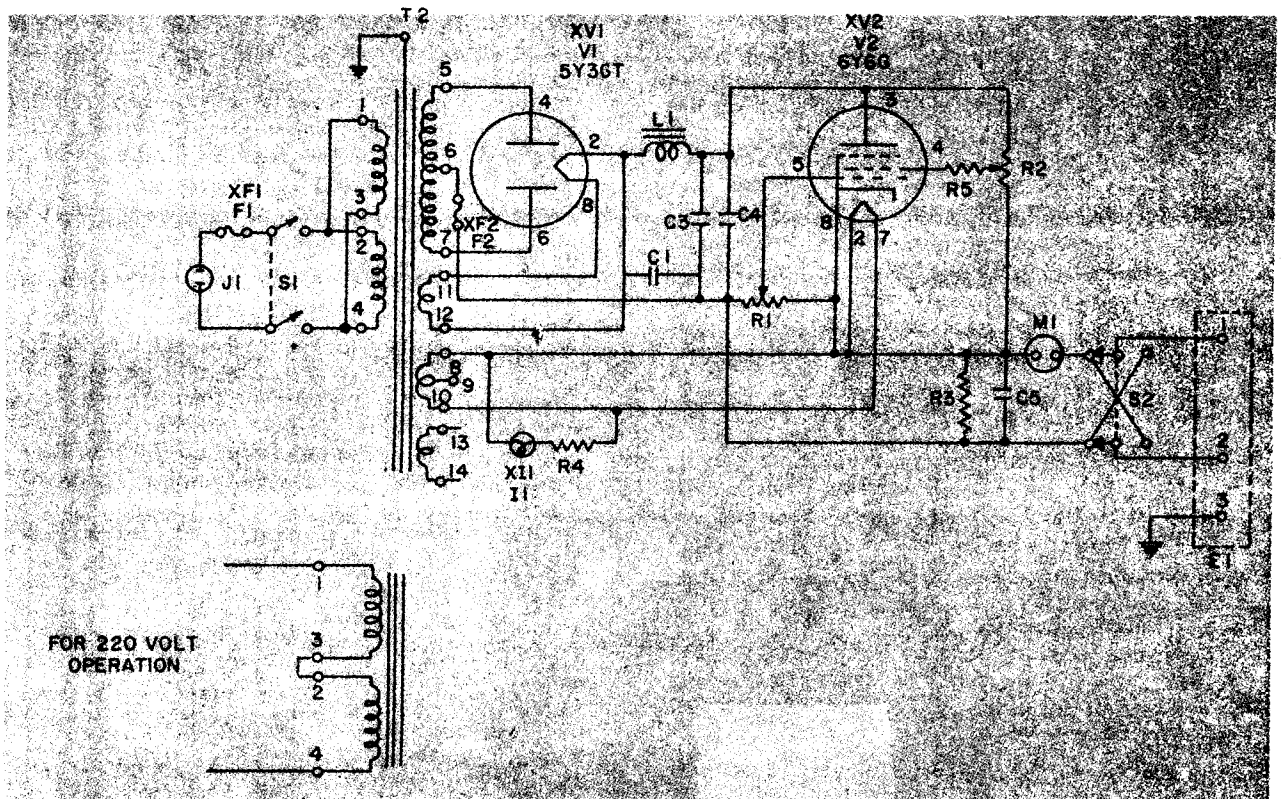 T2
XV1
V1
5Y3GT
XV2
V2
6Y6G
5
4
3
1
6
2
L1
5
4
R5
R2
XF1
F1
3
2
XF2
F2
7
8
6
C3
C4
8
2
7
J1
S1
4
11
12
C1
R1
M1
1
8
9
10
R3
C5
S2
2
13
14
XI1
I1
R4
3
E1
1
FOR 220 VOLT
OPERATION
3
2
4